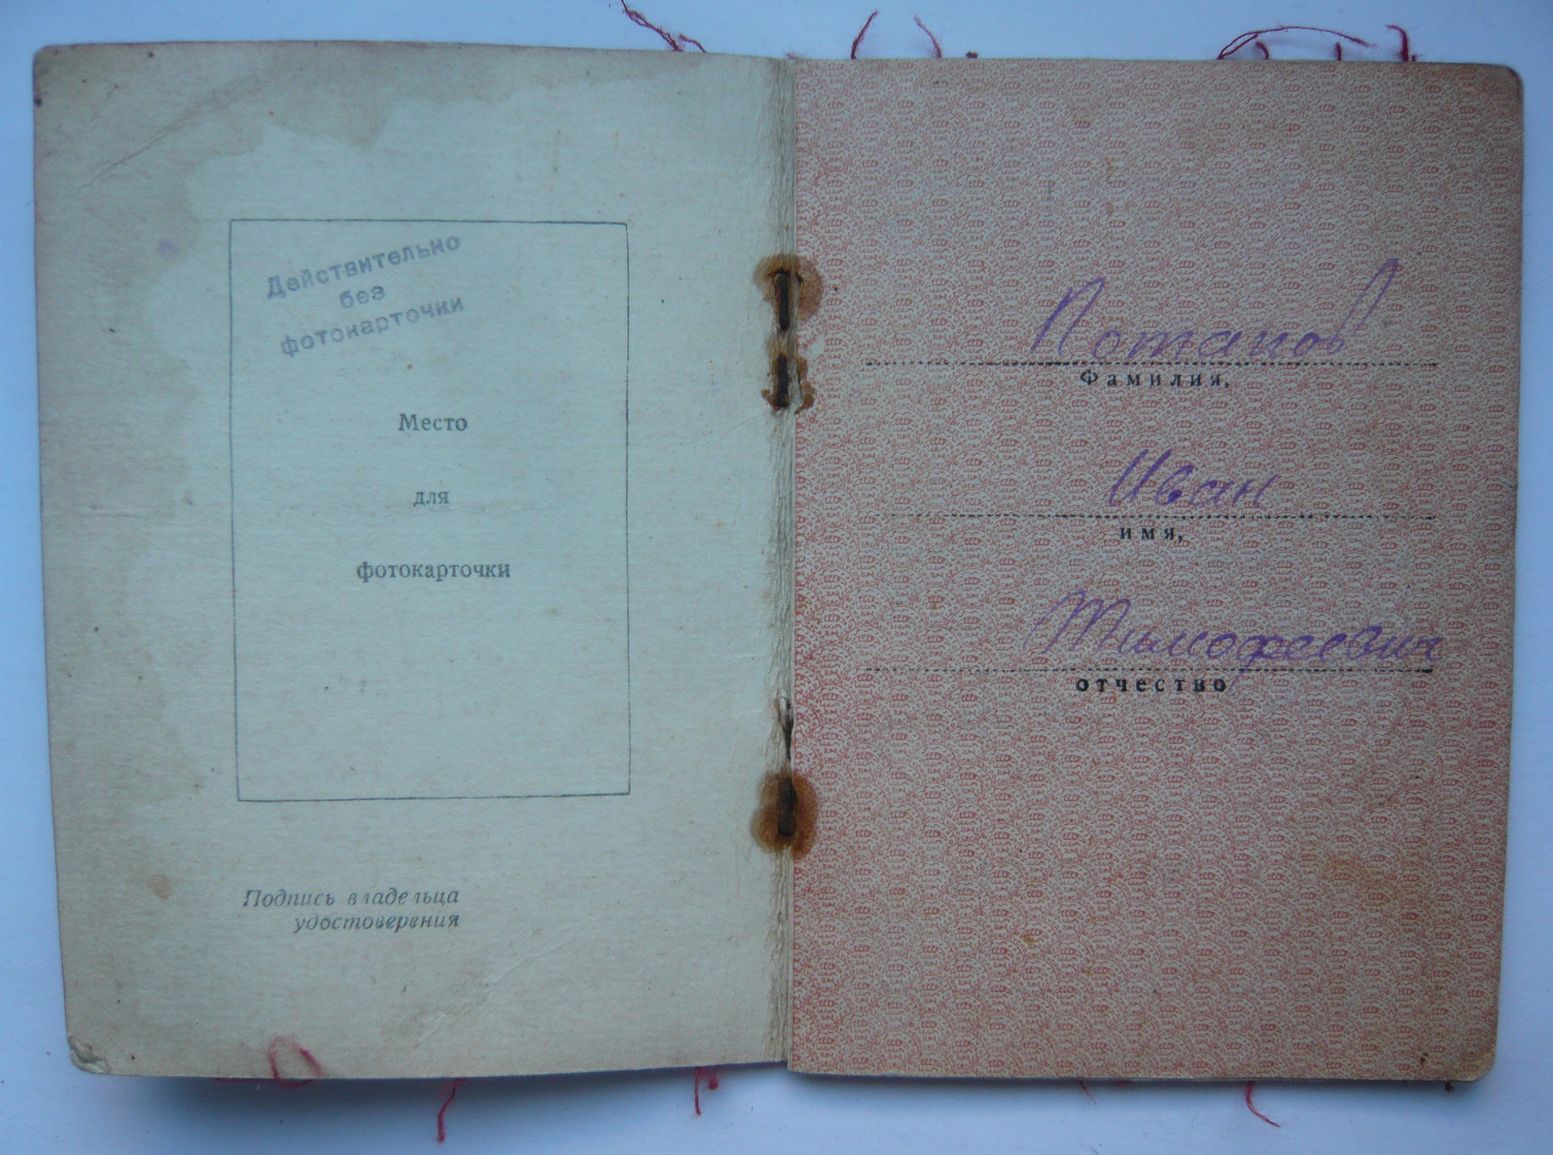 Действительно
без
фотокарточки
Место
для
фотокарточки
Подпись владельца
удостоверения
Потапов
Фамилия,
Иван
имя,
Тимофеевич
отчество